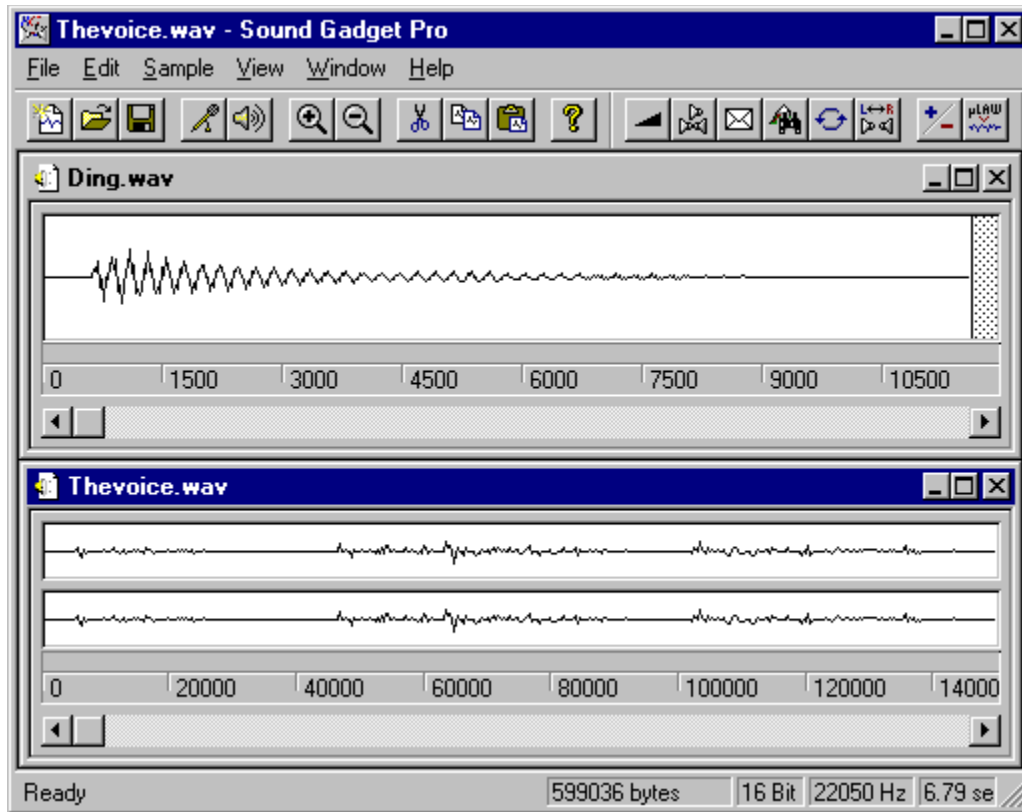 Thevoice.wav - Sound Gadget Pro
File Edit Sample View Window Help
L↔R
µLAW
Ding.wav
0 1500 3000 4500 6000 7500 9000 10500
Thevoice.wav
0 20000 40000 60000 80000 100000 120000 14000
Ready 599036 bytes 16 Bit 22050 Hz 6.79 se